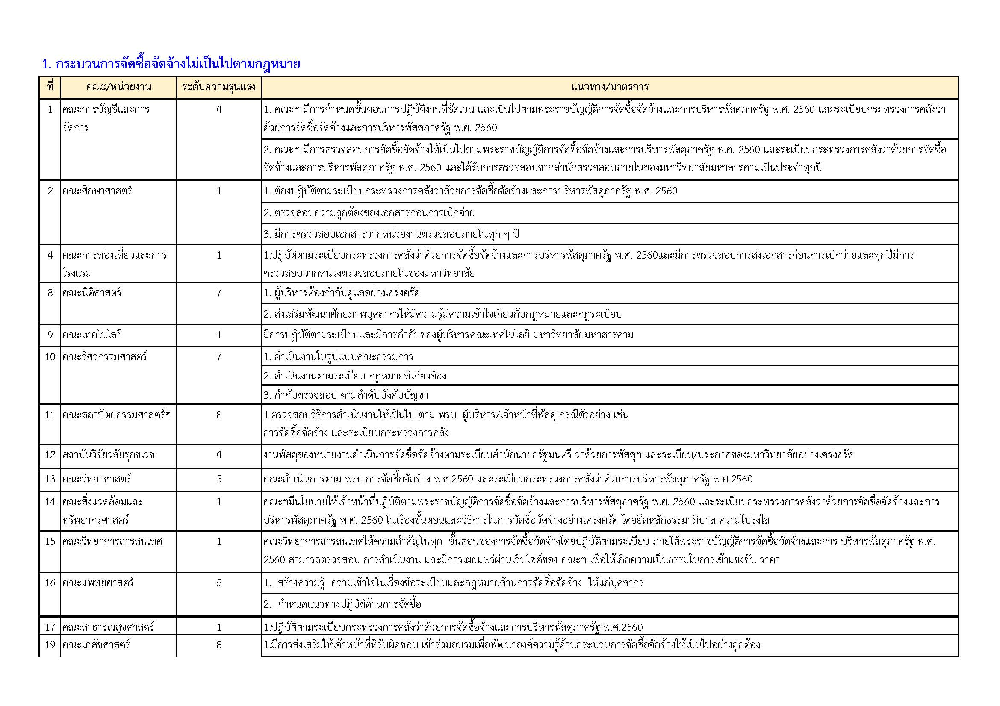 1. กระบวนการจัดซื้อจัดจ้างไม่เป็นไปตามกฎหมาย
ที่ คณะ/หน่วยงาน ระดับความรุนแรง แนวทาง/มาตรการ
1 คณะการบัญชีและการ 4 1. คณะฯ มีการกำหนดขั้นตอนการปฏิบัติงานที่ชัดเจน และเป็นไปตามพระราชบัญญัติการจัดซื้อจัดจ้างและการบริหารพัสดุภาครัฐ พ.ศ. 2560 และระเบียบกระทรวงการคลังว่า
จัดการ ด้วยการจัดซื้อจัดจ้างและการบริหารพัสดุภาครัฐ พ.ศ. 2560
2. คณะฯ มีการตรวจสอบการจัดซื้อจัดจ้างให้เป็นไปตามพระราชบัญญัติการจัดซื้อจัดจ้างและการบริหารพัสดุภาครัฐ พ.ศ. 2560 และระเบียบกระทรวงการคลังว่าด้วยการจัดซื้อ
จัดจ้างและการบริหารพัสดุภาครัฐ พ.ศ. 2560 และได้รับการตรวจสอบจากสำนักตรวจสอบภายในของมหาวิทยาลัยมหาสารคามเป็นประจำทุกปี
2 คณะศึกษาศาสตร์ 1 1. ต้องปฏิบัติตามระเบียบกระทรวงการคลังว่าด้วยการจัดซื้อจัดจ้างและการบริหารพัสดุภาครัฐ พ.ศ. 2560
2. ตรวจสอบความถูกต้องของเอกสารก่อนการเบิกจ่าย
3. มีการตรวจสอบเอกสารจากหน่วยงานตรวจสอบภายในทุก ๆ ปี
4 คณะการท่องเที่ยวและการ 1 1.ปฏิบัติตามระเบียบกระทรวงการคลังว่าด้วยการจัดซื้อจัดจ้างและการบริหารพัสดุภาครัฐ พ.ศ. 2560และมีการตรวจสอบการส่งเอกสารก่อนการเบิกจ่ายและทุกปีมีการ
โรงแรม ตรวจสอบจากหน่วงตรวจสอบภายในของมหาวิทยาลัย
8 คณะนิติศาสตร์ 7 1. ผู้บริหารต้องกำกับดูแลอย่างเคร่งครัด
2. ส่งเสริมพัฒนาศักยภาพบุคลากรให้มีความรู้มีความเข้าใจเกี่ยวกับกฎหมายและกฎระเบียบ
9 คณะเทคโนโลยี 1 มีการปฏิบัติตามระเบียบและมีการกำกับของผู้บริหารคณะเทคโนโลยี มหาวิทยาลัยมหาสารคาม
10 คณะวิศวกรรมศาสตร์ 7 1. ดำเนินงานในรูปแบบคณะกรรมการ
2. ดำเนินงานตามระเบียบ กฎหมายที่เกี่ยวข้อง
3. กำกับตรวจสอบ ตามลำดับบังคับบัญชา
11 คณะสถาปัตยกรรมศาสตร์ฯ 8 1.ตรวจสอบวิธีการดำเนินงานให้เป็นไป ตาม พรบ. ผู้บริหาร/เจ้าหน้าที่พัสดุ กรณีตัวอย่าง เช่น
การจัดซื้อจัดจ้าง และระเบียบกระทรวงการคลัง
12 สถาบันวิจัยวลัยรุกขเวช 4 งานพัสดุของหน่ายงานดำเนินการจัดซื้อจัดจ้างตามระเบียบสำนักนายกรัฐมนตรี ว่าด้วยการพัสดุฯ และระเบียบ/ประกาศของมหาวิทยาลัยอย่างเคร่งครัด
13 คณะวิทยาศาสตร์ 5 คณะดำเนินการตาม พรบ.การจัดซื้อจัดจ้าง พ.ศ.2560 และระเบียบกระทรวงการคลังว่าด้วยการบริหารพัสดุภาครัฐ พ.ศ.2560
14 คณะสิ่งแวดล้อมและ 1 คณะฯมีนโยบายให้เจ้าหน้าที่ปฏิบัติตามพระราชบัญญัติการจัดซื้อจัดจ้างและการบริหารพัสดุภาครัฐ พ.ศ. 2560 และระเบียบกระทรวงการคลังว่าด้วยการจัดซื้อจัดจ้างและการ
ทรัพยากรศาสตร์ บริหารพัสดุภาครัฐ พ.ศ. 2560 ในเรื่องขั้นตอนและวิธีการในการจัดซื้อจัดจ้างอย่างเคร่งครัด โดยยึดหลักธรรมาภิบาล ความโปร่งใส
15 คณะวิทยาการสารสนเทศ 1 คณะวิทยาการสารสนเทศให้ความสำคัญในทุก ขั้นตอนของการจัดซื้อจัดจ้างโดยปฏิบัติตามระเบียบ ภายใต้พระราชบัญญัติการจัดซื้อจัดจ้างและการ บริหารพัสดุภาครัฐ พ.ศ.
2560 สามารถตรวจสอบ การดำเนินงาน และมีการเผยแพร่ผ่านเว็บไซต์ของ คณะฯ เพื่อให้เกิดความเป็นธรรมในการเข้าแข่งขัน ราคา
16 คณะแพทยศาสตร์ 5 1. สร้างความรู้ ความเข้าใจในเรื่องข้อระเบียบและกฎหมายด้านการจัดซื้อจัดจ้าง ให้แก่บุคลากร
2. กำหนดแนวทางปฏิบัติด้านการจัดซื้อ
17 คณะสาธารณสุขศาสตร์ 1 1.ปฎิบัติตามระเบียบกระทรวงการคลังว่าด้วยการจัดซื้อจ้างและการบริหารพัสดุภาครัฐ พ.ศ.2560
19 คณะเภสัชศาสตร์ 8 1.มีการส่งเสริมให้เจ้าหน้าที่ที่รับผิดชอบ เข้าร่วมอบรมเพื่อพัฒนาองค์ความรู้ด้านกระบวนการจัดซื้อจัดจ้างให้เป็นไปอย่างถูกต้อง